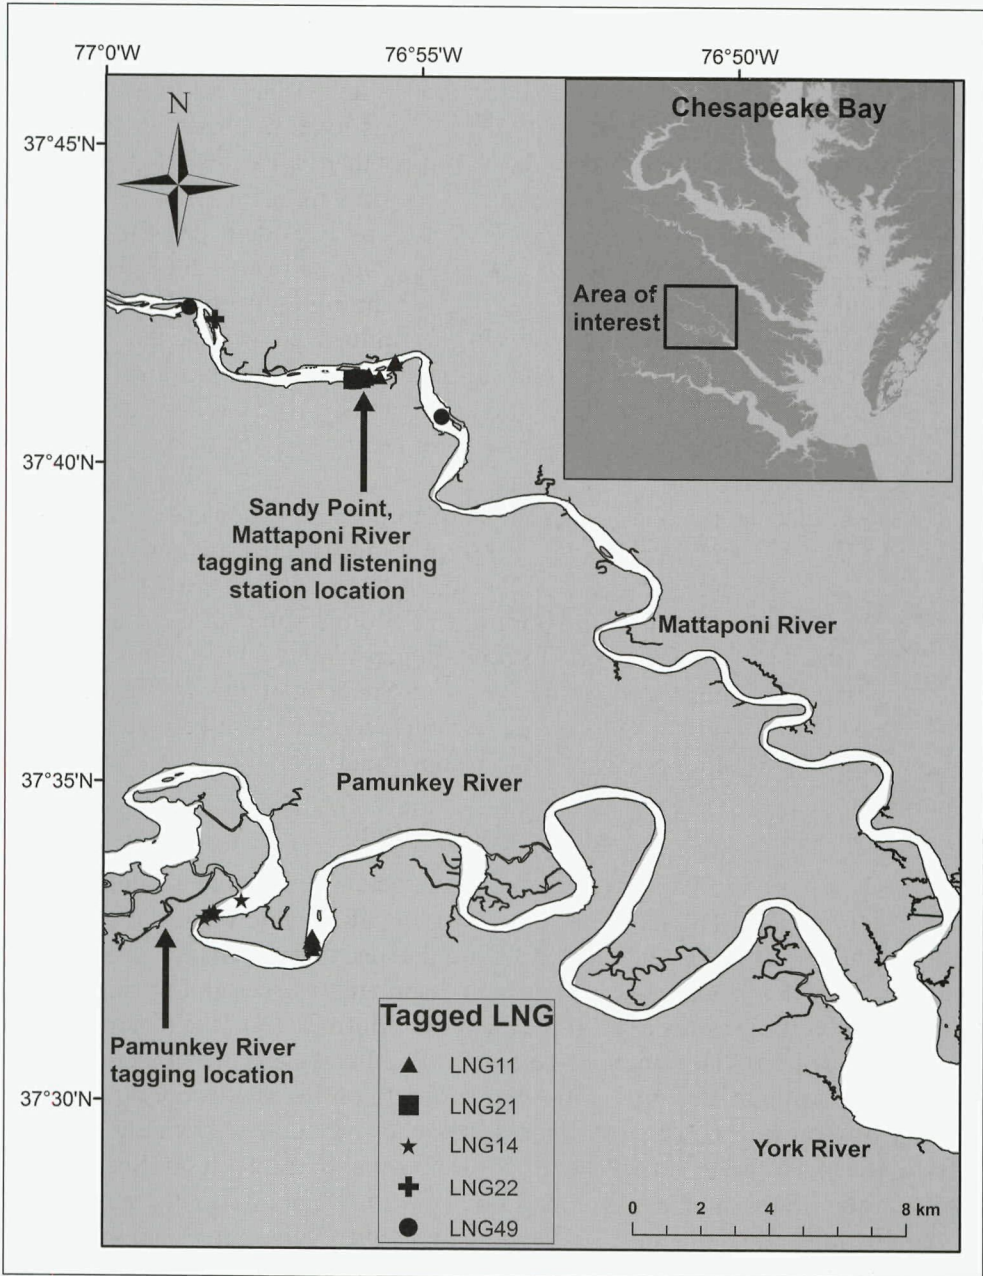 77°0'W
76°55'W
76°50'W
N
Chesapeake Bay
37°45'N
Area of
interest
37°40'N
Sandy Point,
Mattaponi River
tagging and listening
station location
Mattaponi River
37°35'N
Pamunkey River
Tagged LNG
LNG11
Pamunkey River
tagging location
37°30'N
LNG21
LNG14
York River
LNG22
0 2 4 8 km
LNG49